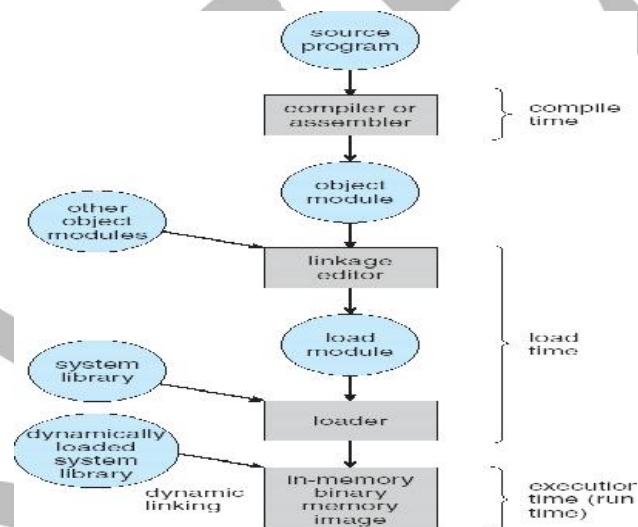 source
program
compiler or
assembler
compile
time
object
module
other
object
modules
linkage
editor
load
module
load
time
system
library
loader
dynamically
loaded
system
library
dynamic
linking
in-memory
binary
memory
image
execution
time (run
time)